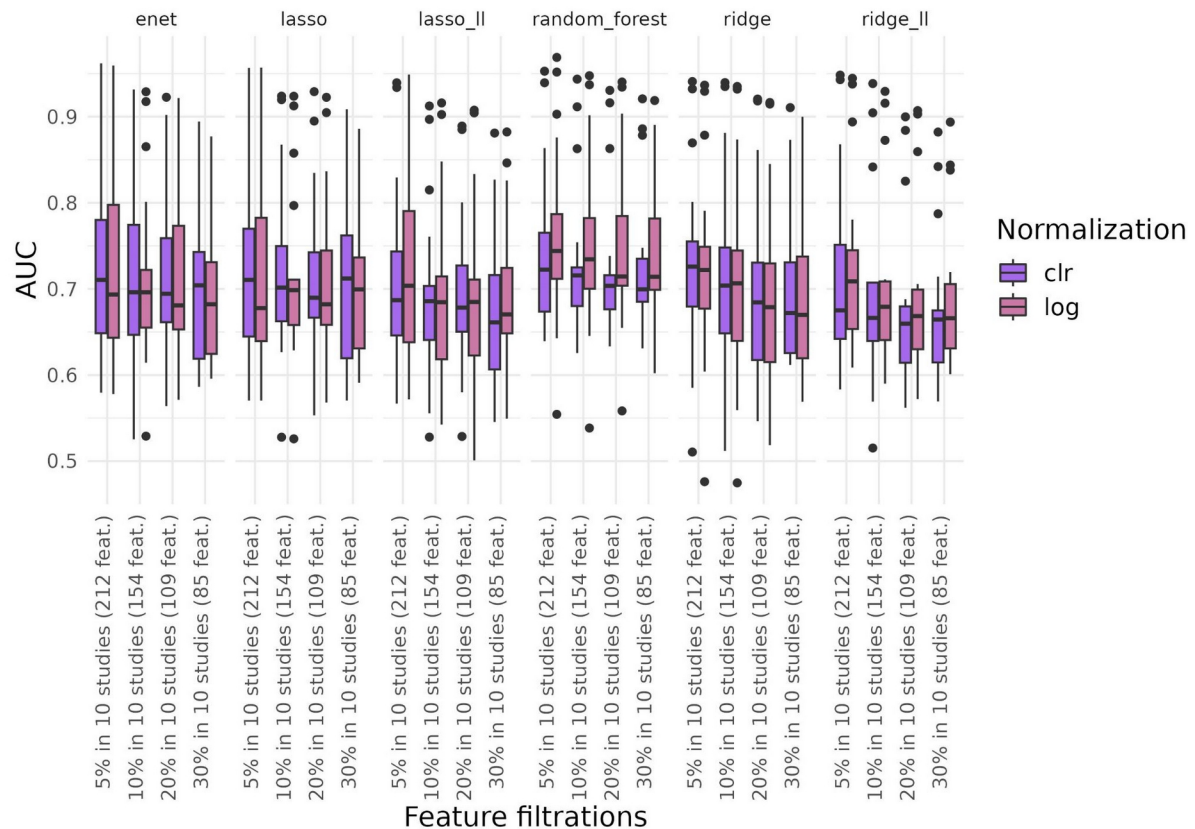 enet lasso lasso_ll random_forest ridge ridge_ll
AUC
0.9
0.8
0.7
0.6
0.5
5% in 10 studies (212 feat.)
10% in 10 studies (154 feat.)
20% in 10 studies (109 feat.)
30% in 10 studies (85 feat.)
5% in 10 studies (212 feat.)
10% in 10 studies (154 feat.)
20% in 10 studies (109 feat.)
30% in 10 studies (85 feat.)
5% in 10 studies (212 feat.)
10% in 10 studies (154 feat.)
20% in 10 studies (109 feat.)
30% in 10 studies (85 feat.)
5% in 10 studies (212 feat.)
10% in 10 studies (154 feat.)
20% in 10 studies (109 feat.)
30% in 10 studies (85 feat.)
5% in 10 studies (212 feat.)
10% in 10 studies (154 feat.)
20% in 10 studies (109 feat.)
30% in 10 studies (85 feat.)
5% in 10 studies (212 feat.)
10% in 10 studies (154 feat.)
20% in 10 studies (109 feat.)
30% in 10 studies (85 feat.)
Feature filtrations
Normalization
clr
log